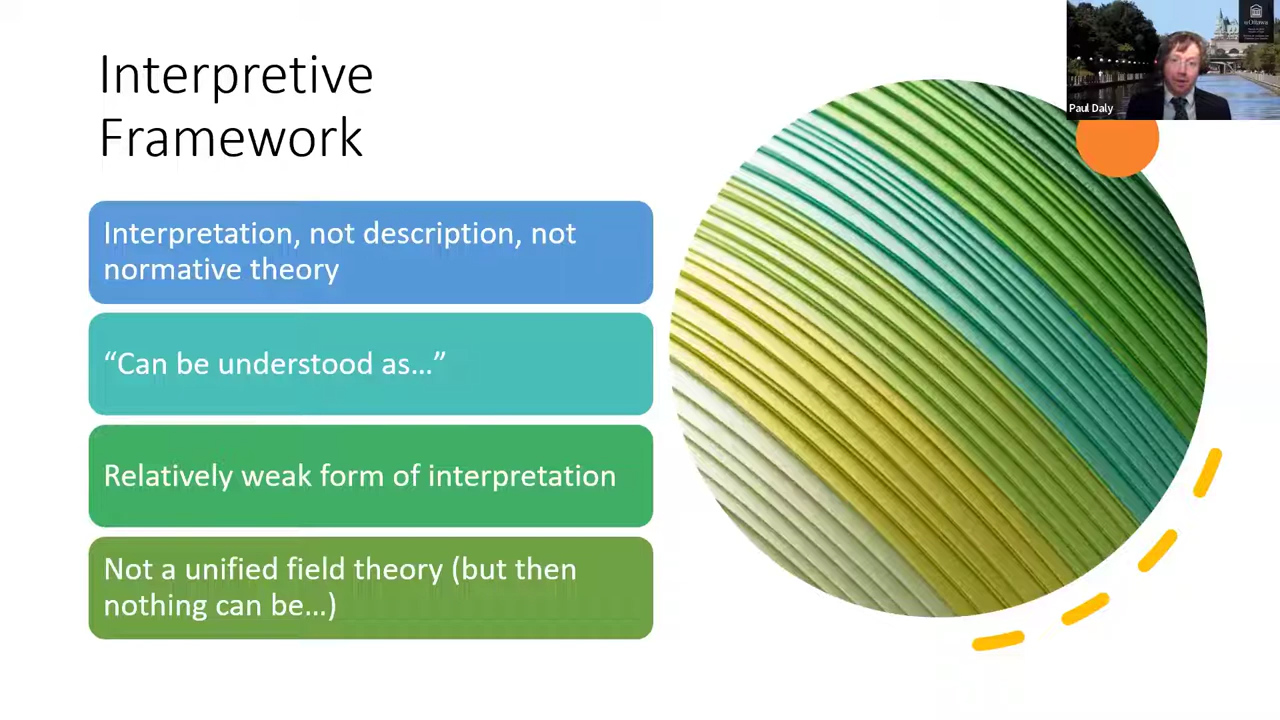 Interpretive
Framework
Interpretation, not description, not
normative theory
“Can be understood as…”
Relatively weak form of interpretation
Not a unified field theory (but then
nothing can be…)
uOttawa
Paul Daly